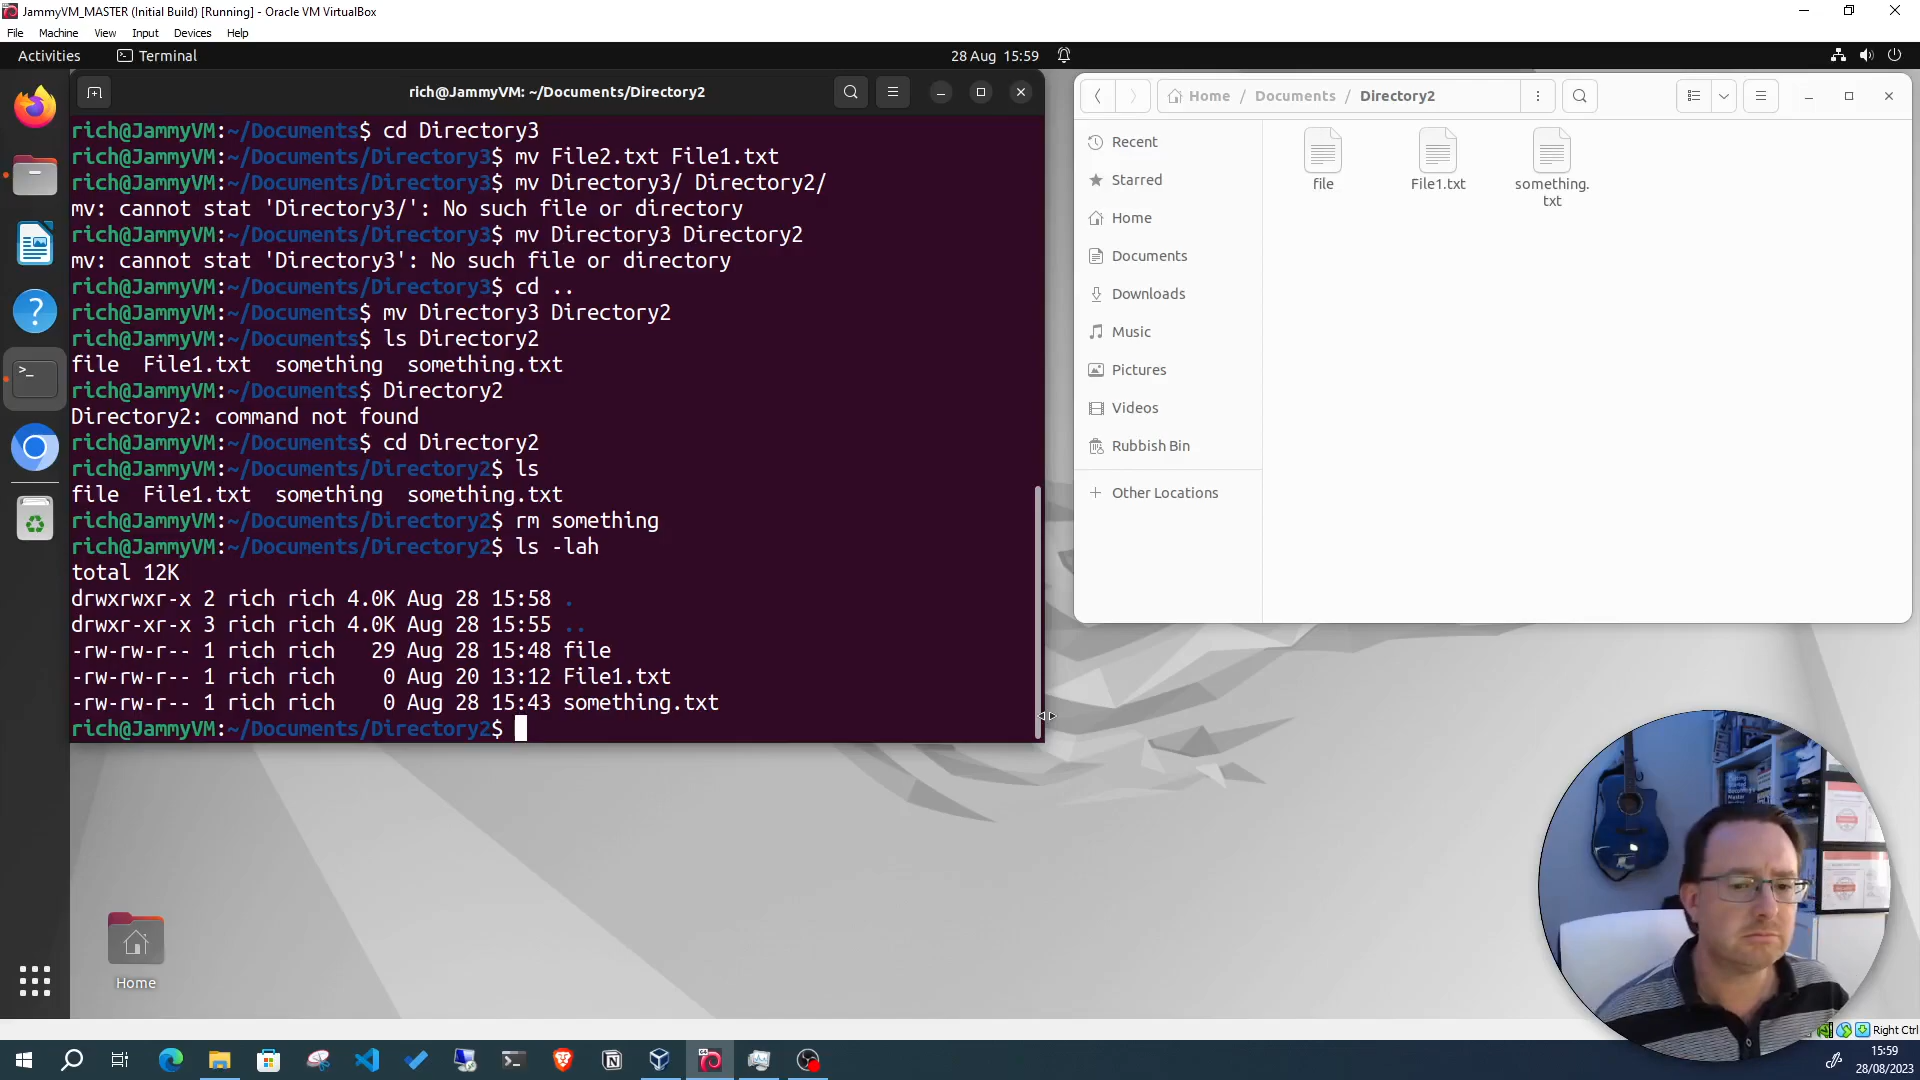 JammyVM_MASTER (Initial Build) [Running] - Oracle VM VirtualBox
File Machine View Input Devices Help
Activities Terminal 28 Aug 15:59
rich@JammyVM: ~/Documents/Directory2
rich@JammyVM:~/Documents$ cd Directory3
rich@JammyVM:~/Documents/Directory3$ mv File2.txt File1.txt
rich@JammyVM:~/Documents/Directory3$ mv Directory3/ Directory2/
mv: cannot stat 'Directory3/': No such file or directory
rich@JammyVM:~/Documents/Directory3$ mv Directory3 Directory2
mv: cannot stat 'Directory3': No such file or directory
rich@JammyVM:~/Documents/Directory3$ cd ..
rich@JammyVM:~/Documents$ mv Directory3 Directory2
rich@JammyVM:~/Documents$ ls Directory2
file File1.txt something something.txt
rich@JammyVM:~/Documents$ Directory2
Directory2: command not found
rich@JammyVM:~/Documents$ cd Directory2
rich@JammyVM:~/Documents/Directory2$ ls
file File1.txt something something.txt
rich@JammyVM:~/Documents/Directory2$ rm something
rich@JammyVM:~/Documents/Directory2$ ls -lah
total 12K
drwxrwxr-x 2 rich rich 4.0K Aug 28 15:58 .
drwxr-xr-x 3 rich rich 4.0K Aug 28 15:55 ..
-rw-rw-r-- 1 rich rich 29 Aug 28 15:48 file
-rw-rw-r-- 1 rich rich 0 Aug 20 13:12 File1.txt
-rw-rw-r-- 1 rich rich 0 Aug 28 15:43 something.txt
rich@JammyVM:~/Documents/Directory2$
Home / Documents / Directory2
Recent
Starred
Home
Documents
Downloads
Music
Pictures
Videos
Rubbish Bin
Other Locations
file
File1.txt
something.
txt
Home
Right Ctrl
15:59
28/08/2023